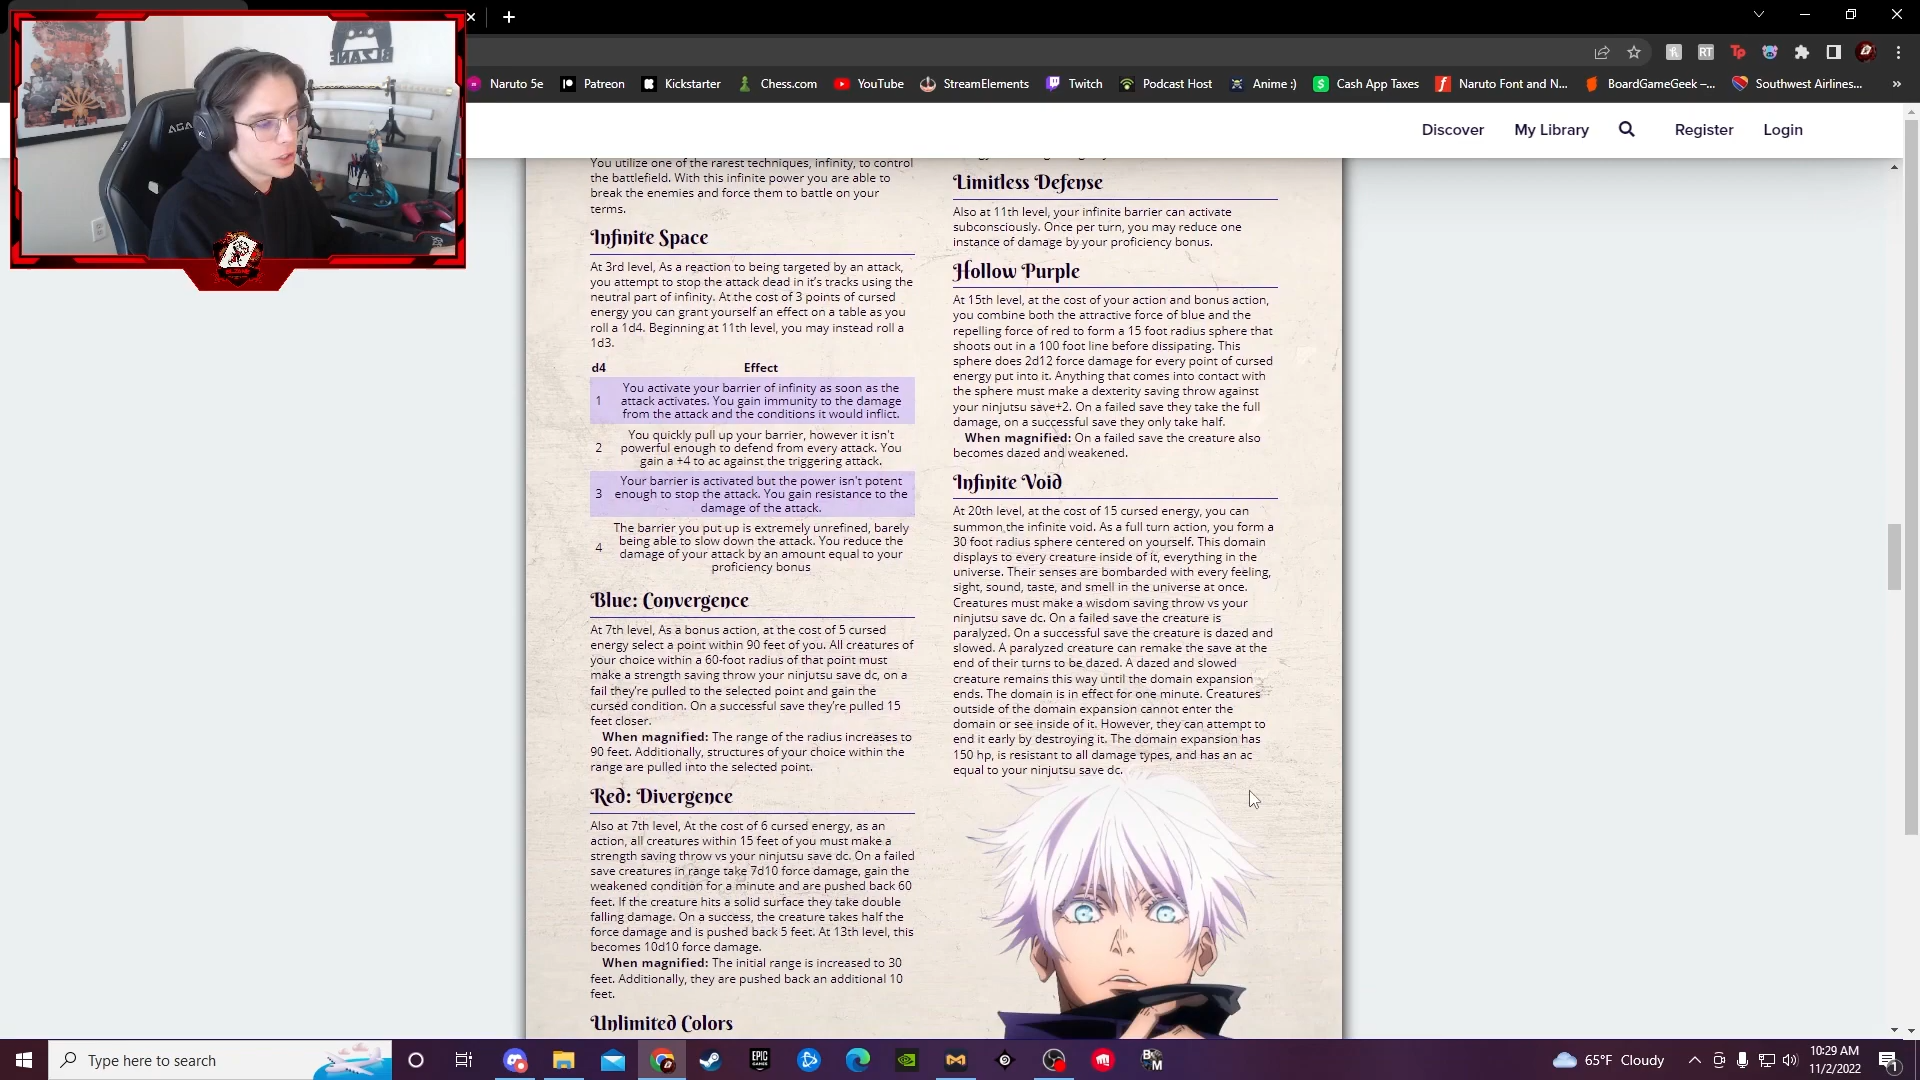 BIZANE
AGA
Naruto 5e
Patreon
Kickstarter
Chess.com
YouTube
StreamElements
Twitch
Podcast Host
Anime :)
Cash App Taxes
Naruto Font and N...
BoardGameGeek –...
Southwest Airlines...
»
Discover
My Library
Register
Login
You utilize one of the rarest techniques, infinity, to control
the battlefield. With this infinite power you are able to
break the enemies and force them to battle on your
terms.
Infinite Space
At 3rd level, As a reaction to being targeted by an attack,
you attempt to stop the attack dead in it's tracks using the
neutral part of infinity. At the cost of 3 points of cursed
energy you can grant yourself an effect on a table as you
roll a 1d4. Beginning at 11th level, you may instead roll a
1d3.
d4 Effect
1 You activate your barrier of infinity as soon as the
attack activates. You gain immunity to the damage
from the attack and the conditions it would inflict.
2 You quickly pull up your barrier, however it isn't
powerful enough to defend from every attack. You
gain a +4 to ac against the triggering attack.
3 Your barrier is activated but the power isn't potent
enough to stop the attack. You gain resistance to the
damage of the attack.
4 The barrier you put up is extremely unrefined, barely
being able to slow down the attack. You reduce the
damage of your attack by an amount equal to your
proficiency bonus
Blue: Convergence
At 7th level, As a bonus action, at the cost of 5 cursed
energy select a point within 90 feet of you. All creatures of
your choice within a 60-foot radius of that point must
make a strength saving throw your ninjutsu save dc, on a
fail they're pulled to the selected point and gain the
cursed condition. On a successful save they're pulled 15
feet closer.
When magnified: The range of the radius increases to
90 feet. Additionally, structures of your choice within the
range are pulled into the selected point.
Red: Divergence
Also at 7th level, At the cost of 6 cursed energy, as an
action, all creatures within 15 feet of you must make a
strength saving throw vs your ninjutsu save dc. On a failed
save creatures in range take 7d10 force damage, gain the
weakened condition for a minute and are pushed back 60
feet. If the creature hits a solid surface they take double
falling damage. On a success, the creature takes half the
force damage and is pushed back 5 feet. At 13th level, this
becomes 10d10 force damage.
When magnified: The initial range is increased to 30
feet. Additionally, they are pushed back an additional 10
feet.
Unlimited Colors
Limitless Defense
Also at 11th level, your infinite barrier can activate
subconsciously. Once per turn, you may reduce one
instance of damage by your proficiency bonus.
Hollow Purple
At 15th level, at the cost of your action and bonus action,
you combine both the attractive force of blue and the
repelling force of red to form a 15 foot radius sphere that
shoots out in a 100 foot line before dissipating. This
sphere does 2d12 force damage for every point of cursed
energy put into it. Anything that comes into contact with
the sphere must make a dexterity saving throw against
your ninjutsu save+2. On a failed save they take the full
damage, on a successful save they only take half.
When magnified: On a failed save the creature also
becomes dazed and weakened.
Infinite Void
At 20th level, at the cost of 15 cursed energy, you can
summon the infinite void. As a full turn action, you form a
30 foot radius sphere centered on yourself. This domain
displays to every creature inside of it, everything in the
universe. Their senses are bombarded with every feeling,
sight, sound, taste, and smell in the universe at once.
Creatures must make a wisdom saving throw vs your
ninjutsu save dc. On a failed save the creature is
paralyzed. On a successful save the creature is dazed and
slowed. A paralyzed creature can remake the save at the
end of their turns to be dazed. A dazed and slowed
creature remains this way until the domain expansion
ends. The domain is in effect for one minute. Creatures
outside of the domain expansion cannot enter the
domain or see inside of it. However, they can attempt to
end it early by destroying it. The domain expansion has
150 hp, is resistant to all damage types, and has an ac
equal to your ninjutsu save dc.
Type here to search
65°F Cloudy
10:29 AM
11/2/2022